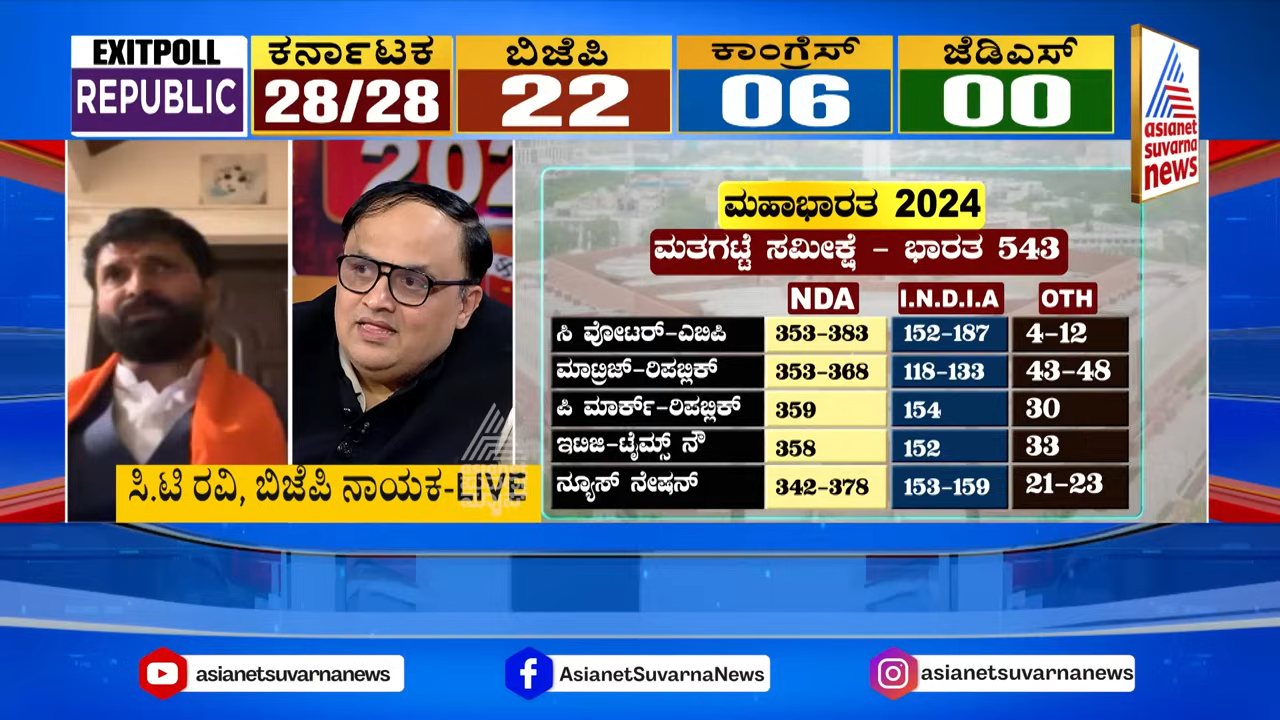 EXITPOLL
REPUBLIC
ಕರ್ನಾಟಕ
28/28
ಬಿಜೆಪಿ
22
ಕಾಂಗ್ರೆಸ್
06
ಜೆಡಿಎಸ್
00
asianet
suvarna
news
ಮಹಾಭಾರತ 2024
ಮತಗಟ್ಟೆ ಸಮೀಕ್ಷೆ - ಭಾರತ 543
NDA I.N.D.I.A OTH
ಸಿ ವೋಟರ್-ಎಬಿಪಿ 353-383 152-187 4-12
ಮಾಟ್ರಿಜ್-ರಿಪಬ್ಲಿಕ್ 353-368 118-133 43-48
ಪಿ ಮಾರ್ಕ್-ರಿಪಬ್ಲಿಕ್ 359 154 30
ಇಟಿಜಿ-ಟೈಮ್ಸ್ ನೌ 358 152 33
ನ್ಯೂಸ್ ನೇಷನ್ 342-378 153-159 21-23
202
ಸಿ.ಟಿ ರವಿ, ಬಿಜೆಪಿ ನಾಯಕ-LIVE
asianetsuvarnanews
AsianetSuvarnaNews
asianetsuvarnanews